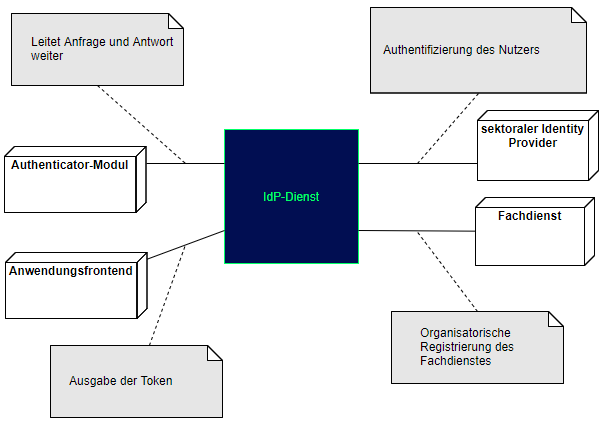 Leitet Anfrage und Antwort
weiter
Authentifizierung des Nutzers
sektoraler Identity
Provider
Authenticator-Modul
IdP-Dienst
Fachdienst
Anwendungsfrontend
Organisatorische
Registrierung des
Fachdienstes
Ausgabe der Token